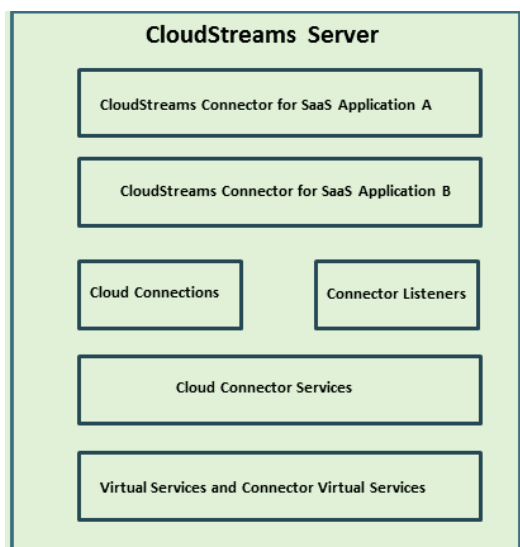 CloudStreams Server
CloudStreams Connector for SaaS Application A
CloudStreams Connector for SaaS Application B
Cloud Connections
Connector Listeners
Cloud Connector Services
Virtual Services and Connector Virtual Services